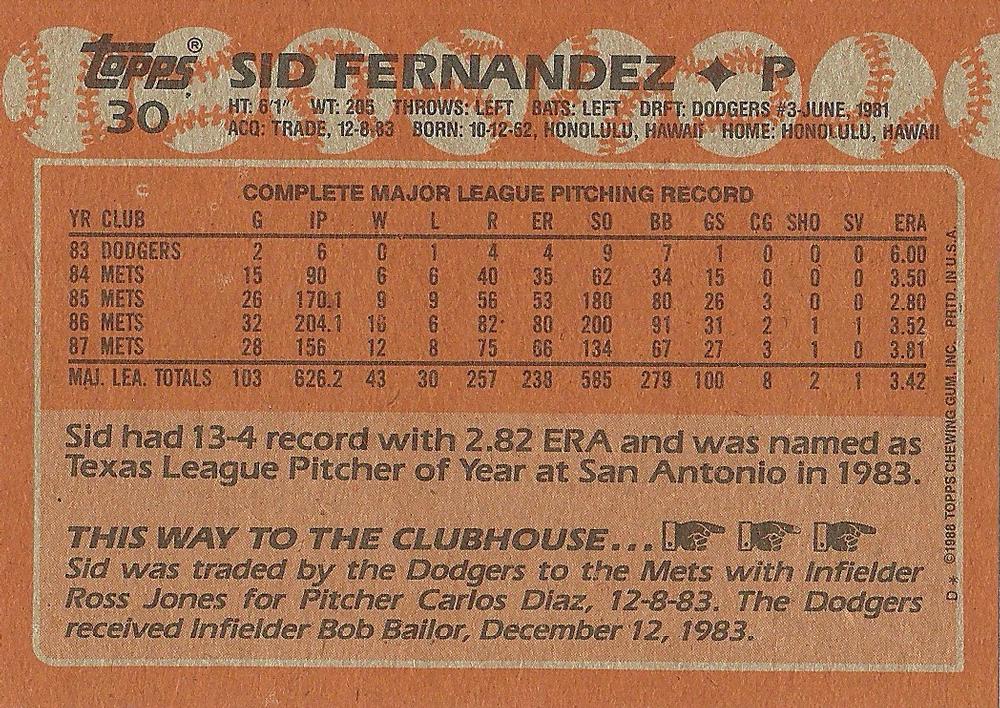 Topps® SID FERNANDEZ ✦ P
30 HT: 6'1" WT: 205 THROWS: LEFT BATS: LEFT DRFT: DODGERS #3-JUNE, 1981
ACQ: TRADE, 12-8-83 BORN: 10-12-62, HONOLULU, HAWAII HOME: HONOLULU, HAWAII
COMPLETE MAJOR LEAGUE PITCHING RECORD
YR CLUB G IP W L R ER SO BB GS CG SHO SV ERA
83 DODGERS 2 6 0 1 4 4 9 7 1 0 0 0 6.00
84 METS 15 90 6 6 40 35 62 34 15 0 0 0 3.50
85 METS 26 170.1 9 9 56 53 180 80 26 3 0 0 2.80
86 METS 32 204.1 16 6 82 80 200 91 31 2 1 1 3.52
87 METS 28 156 12 8 75 66 134 67 27 3 1 0 3.81
MAJ. LEA. TOTALS 103 626.2 43 30 257 238 585 279 100 8 2 1 3.42
Sid had 13-4 record with 2.82 ERA and was named as
Texas League Pitcher of Year at San Antonio in 1983.
THIS WAY TO THE CLUBHOUSE...
Sid was traded by the Dodgers to the Mets with Infielder
Ross Jones for Pitcher Carlos Diaz, 12-8-83. The Dodgers
received Infielder Bob Bailor, December 12, 1983.
D* ©1988 TOPPS CHEWING GUM, INC. PRTD. IN U.S.A.